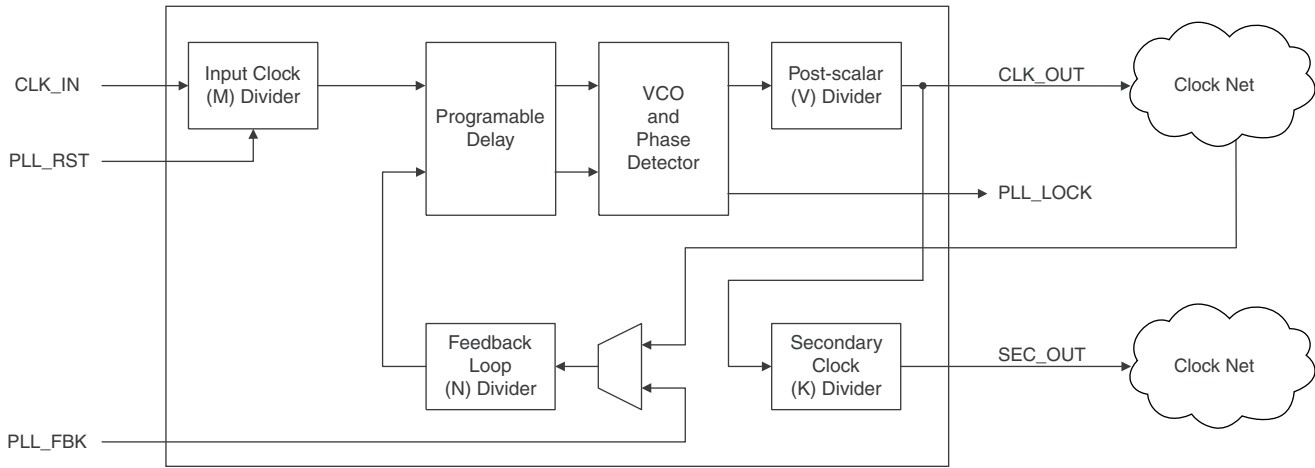 CLK_IN
PLL_RST
Input Clock
(M) Divider
Programable
Delay
VCO
and
Phase
Detector
Post-scalar
(V) Divider
CLK_OUT
Clock Net
PLL_LOCK
Feedback
Loop
(N) Divider
Secondary
Clock
(K) Divider
SEC_OUT
Clock Net
PLL_FBK